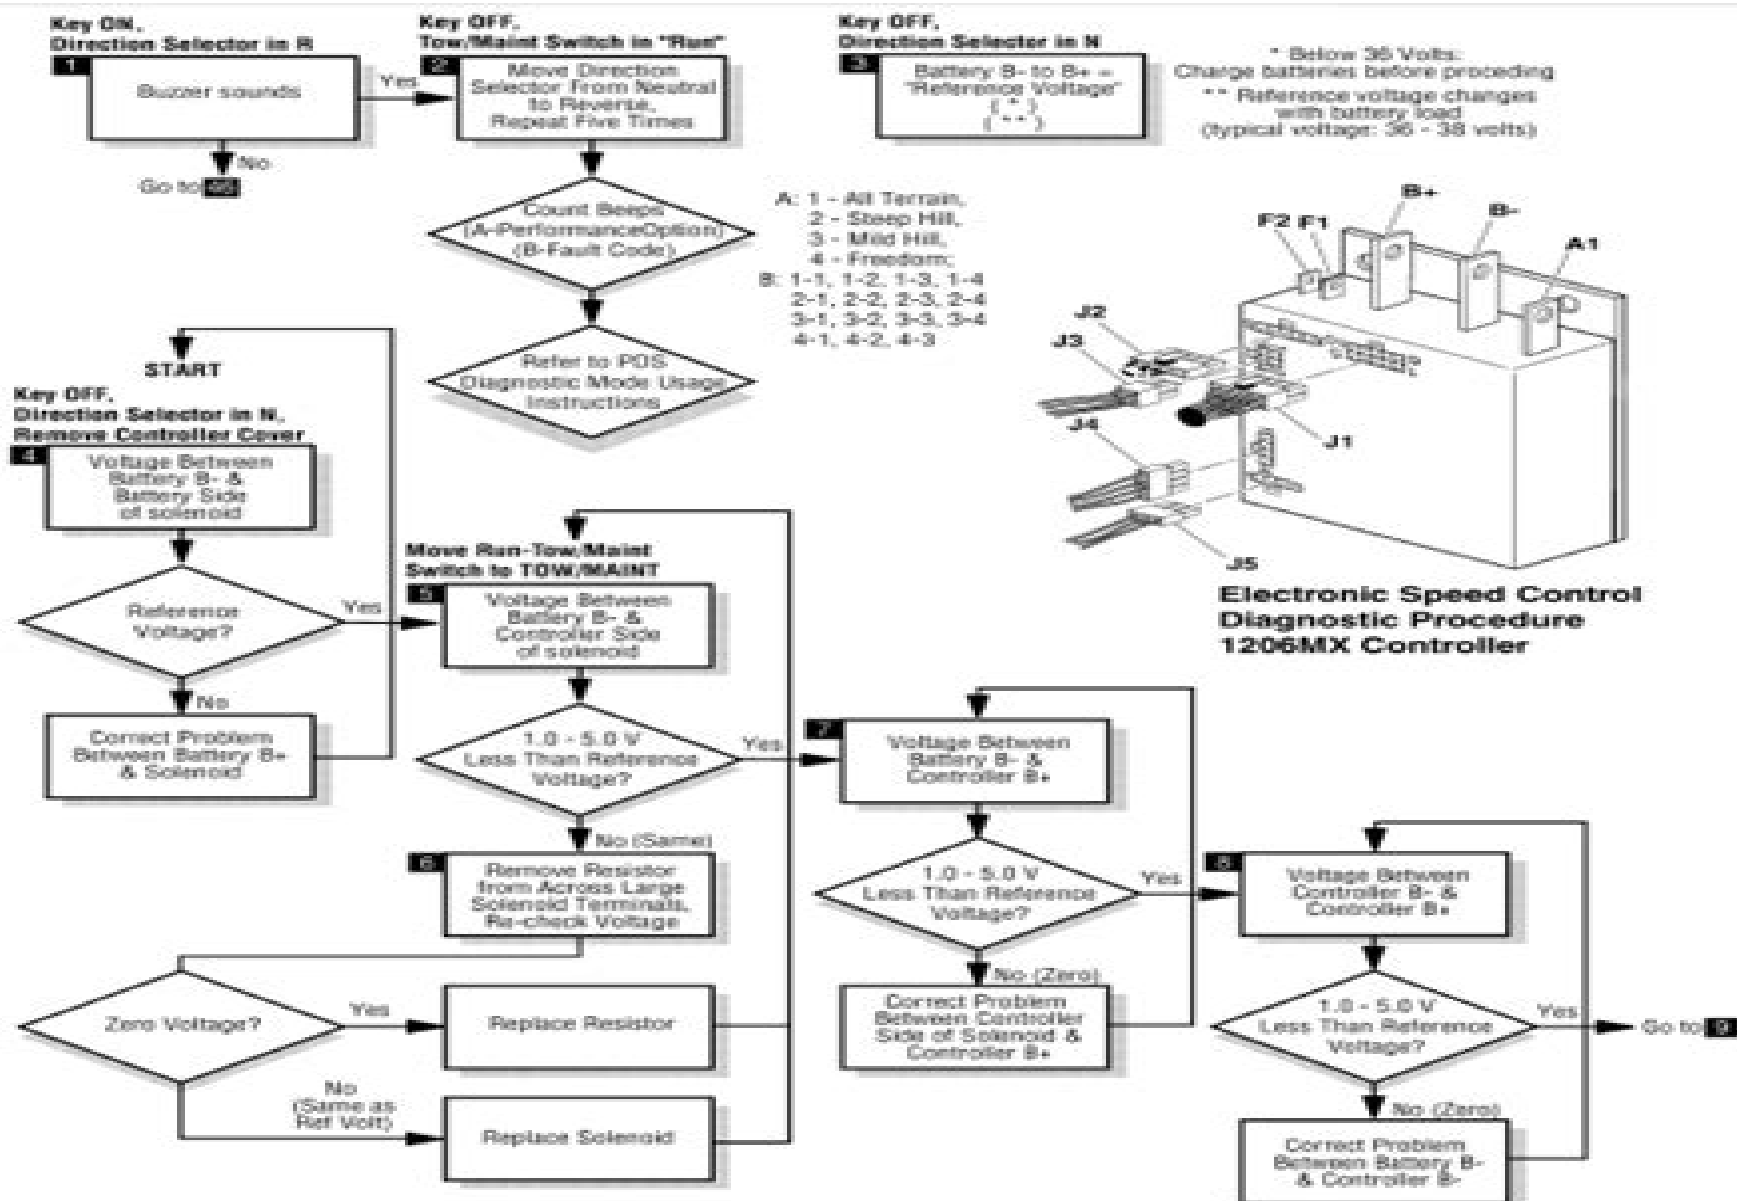 Key ON,
Direction Selector in R
1
Buzzer sounds
Yes
No
Go to 46
Key OFF,
Tow/Maint Switch in "Run"
2
Move Direction
Selector From Neutral
to Reverse,
Repeat Five Times
Count Beeps
(A-PerformanceOption)
(B-Fault Code)
Refer to PDS
Diagnostic Mode Usage
Instructions
A: 1 - All Terrain,
2 - Steep Hill,
3 - Mild Hill,
4 - Freedom;
B: 1-1, 1-2, 1-3, 1-4
2-1, 2-2, 2-3, 2-4
3-1, 3-2, 3-3, 3-4
4-1, 4-2, 4-3
Key OFF,
Direction Selector in N
3
Battery B- to B+ =
"Reference Voltage"
( * )
( ** )
* Below 36 Volts:
Charge batteries before proceding
** Reference voltage changes
with battery load
(typical voltage: 36 - 38 volts)
B+
B-
F2 F1
A1
J2
J3
J4
J1
J5
Electronic Speed Control
Diagnostic Procedure
1206MX Controller
START
Key OFF,
Direction Selector in N,
Remove Controller Cover
4
Voltage Between
Battery B- &
Battery Side
of solenoid
Reference
Voltage?
Yes
No
Correct Problem
Between Battery B+
& Solenoid
Move Run-Tow/Maint
Switch to TOW/MAINT
5
Voltage Between
Battery B- &
Controller Side
of solenoid
1.0 - 5.0 V
Less Than Reference
Voltage?
Yes
No (Same)
6
Remove Resistor
from Across Large
Solenoid Terminals,
Re-check Voltage
Zero Voltage?
Yes
Replace Resistor
No
(Same as
Ref Volt)
Replace Solenoid
7
Voltage Between
Battery B- &
Controller B+
1.0 - 5.0 V
Less Than Reference
Voltage?
Yes
No (Zero)
Correct Problem
Between Controller
Side of Solenoid &
Controller B+
8
Voltage Between
Controller B- &
Controller B+
1.0 - 5.0 V
Less Than Reference
Voltage?
Yes
Go to 9
No (Zero)
Correct Problem
Between Battery B-
& Controller B-